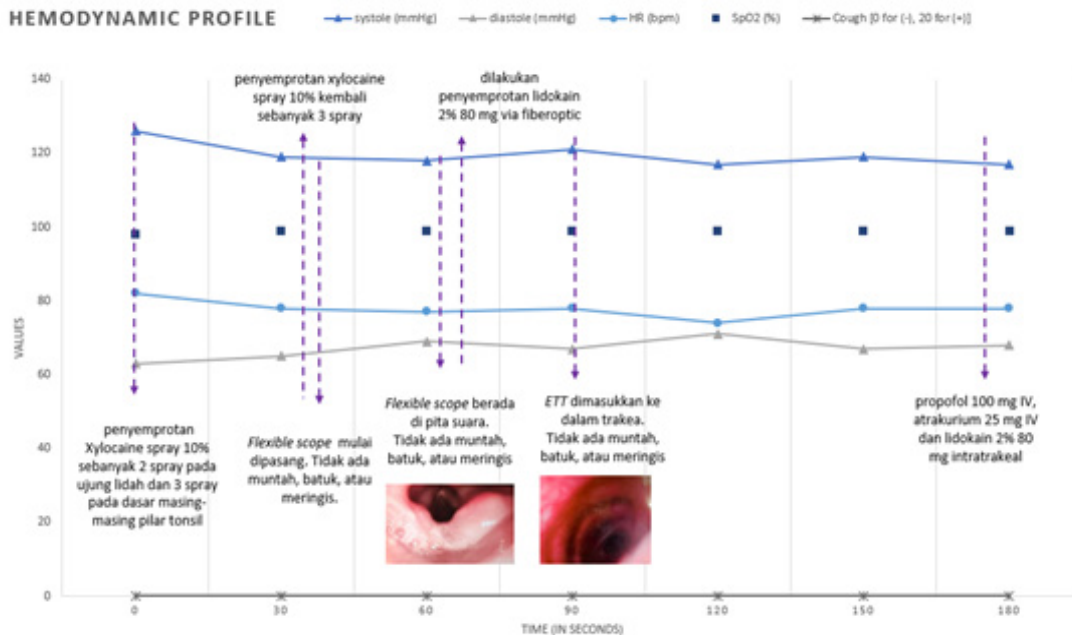 HEMODYNAMIC PROFILE
systole (mmHg)
diastole (mmHg)
HR (bpm)
SpO2 (%)
Cough [0 for (-), 20 for (+)]
penyemprotan xylocaine
spray 10% kembali
sebanyak 3 spray
dilakukan
penyemprotan lidokain
2% 80 mg via fiberoptic
140
120
100
80
60
40
20
0
VALUES
penyemprotan
Xylocaine spray 10%
sebanyak 2 spray pada
ujung lidah dan 3 spray
pada dasar masing-
masing pilar tonsil
Flexible scope mulai
dipasang. Tidak ada
muntah, batuk, atau
meringis.
Flexible scope berada
di pita suara.
Tidak ada muntah,
batuk, atau meringis
ETT dimasukkan ke
dalam trakea.
Tidak ada muntah,
batuk, atau meringis
propofol 100 mg IV,
atrakurium 25 mg IV
dan lidokain 2% 80
mg intratrakeal
0
30
60
90
120
150
180
TIME (IN SECONDS)